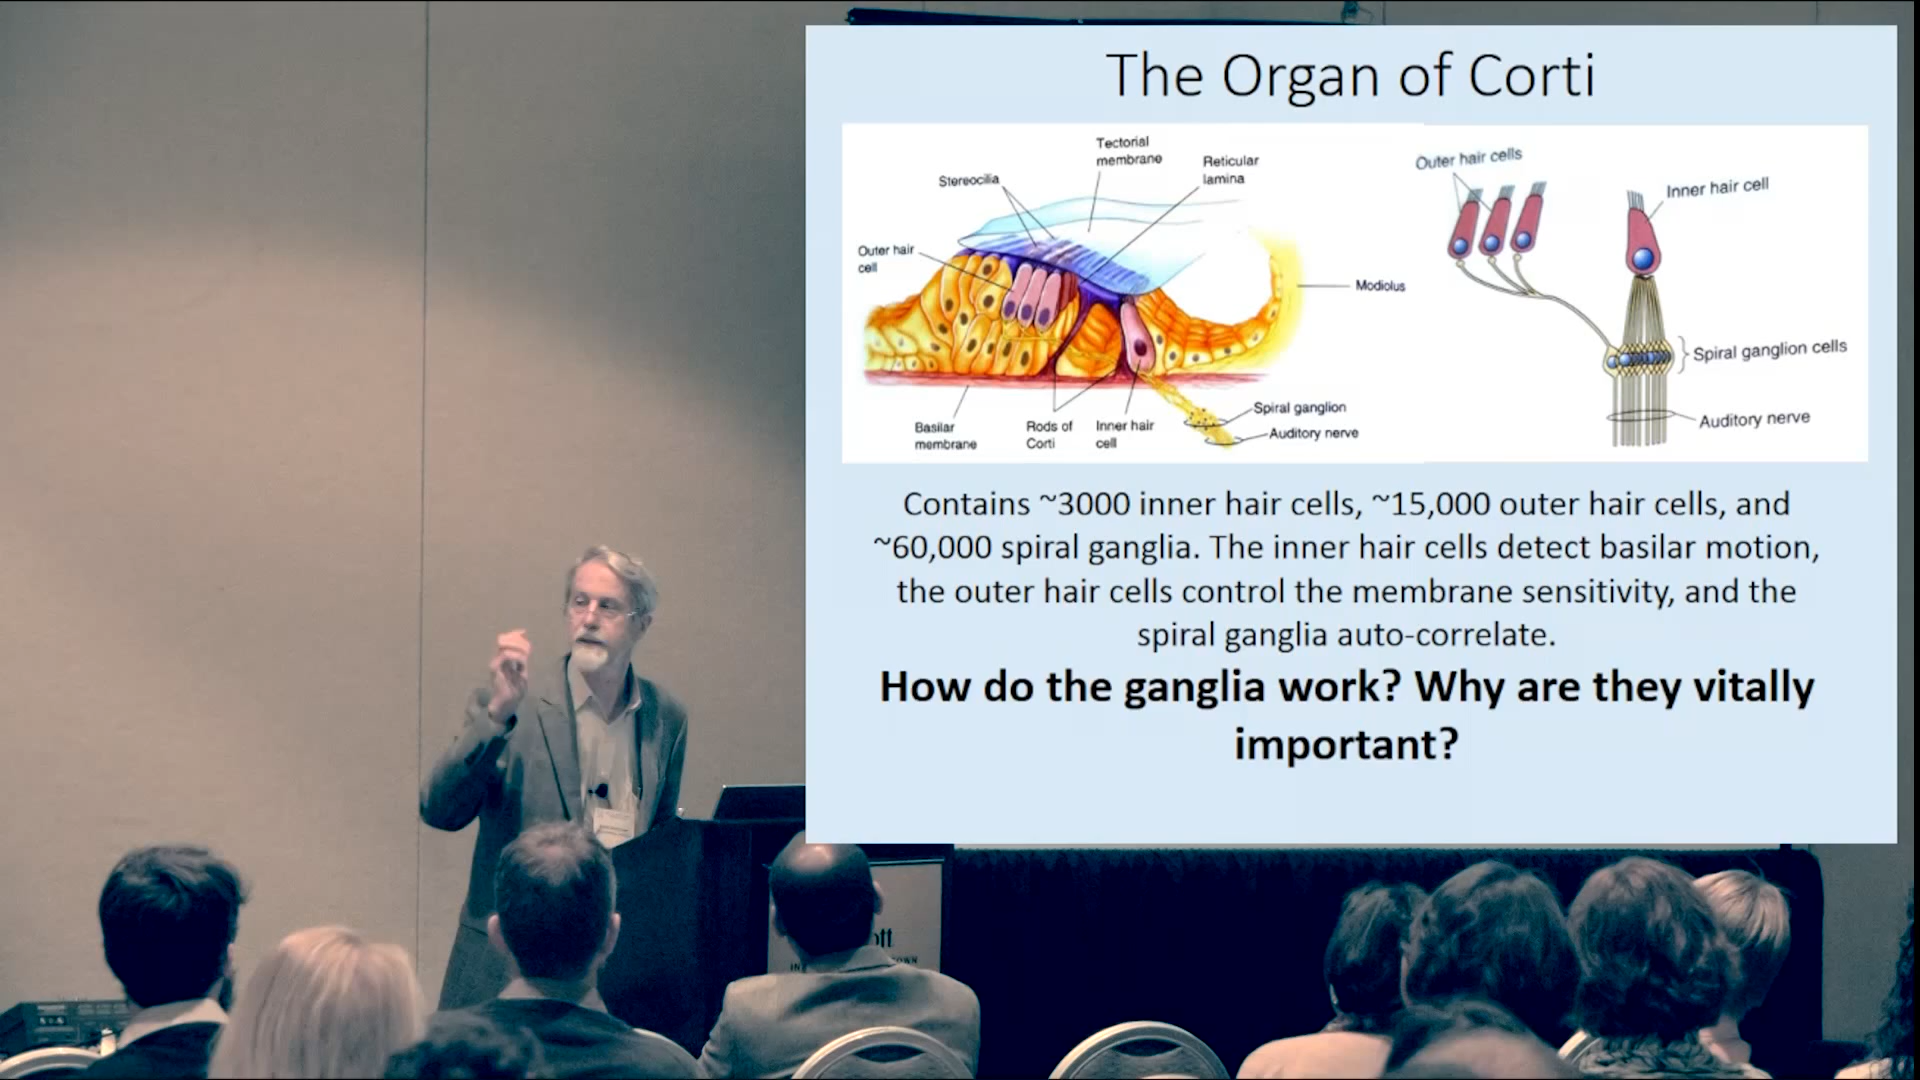 The Organ of Corti
Tectorial
membrane
Reticular
lamina
Stereocilia
Outer hair
cell
Modiolus
Basilar
membrane
Rods of
Corti
Inner hair
cell
Spiral ganglion
Auditory nerve
Outer hair cells
Inner hair cell
Spiral ganglion cells
Auditory nerve
Contains ~3000 inner hair cells, ~15,000 outer hair cells, and
~60,000 spiral ganglia. The inner hair cells detect basilar motion,
the outer hair cells control the membrane sensitivity, and the
spiral ganglia auto-correlate.
How do the ganglia work? Why are they vitally
important?